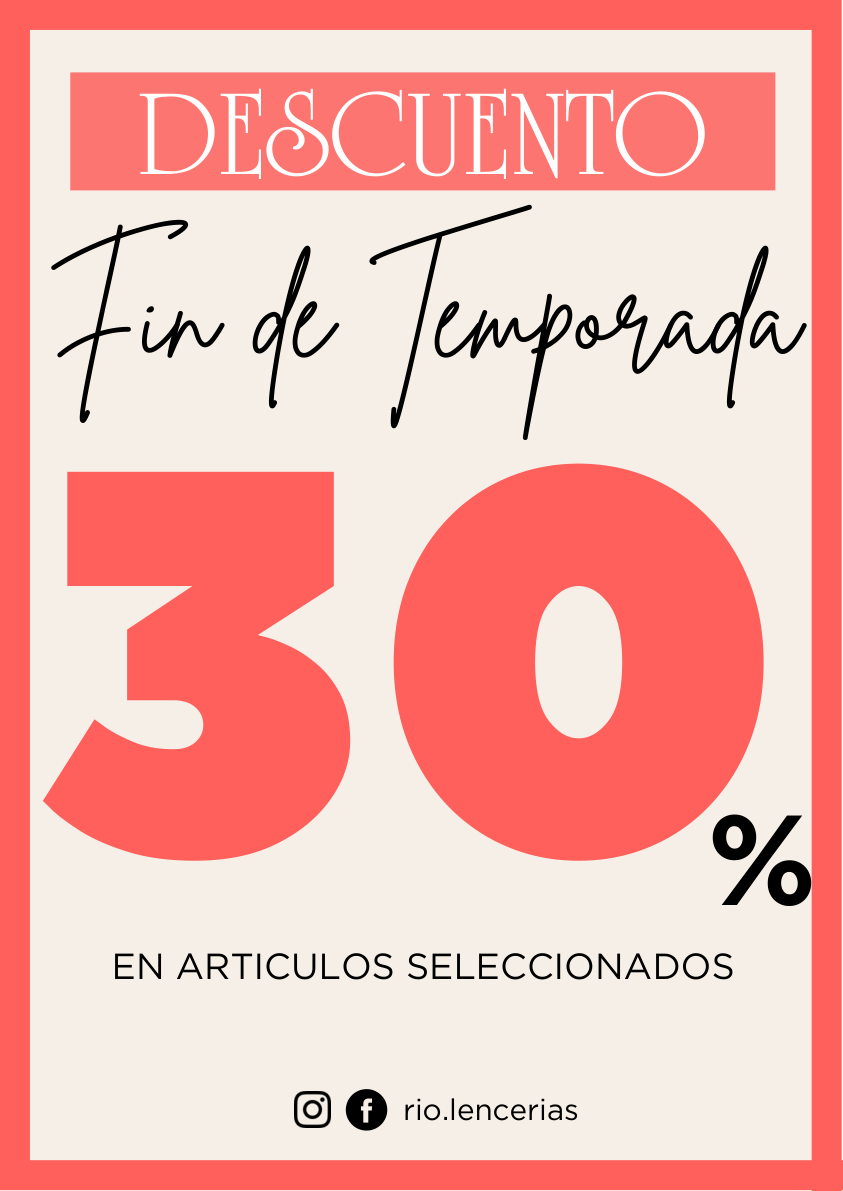 DESCUENTO
Fin de Temporada
30%
EN ARTICULOS SELECCIONADOS
rio.lencerias